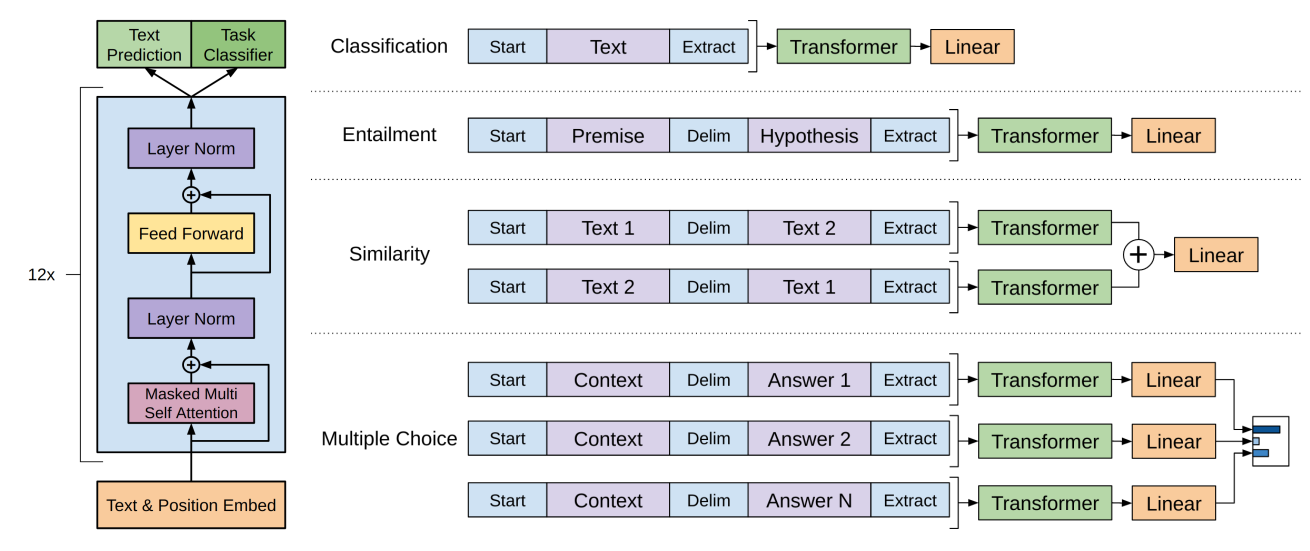 Text
Prediction
Task
Classifier
Layer Norm
Feed Forward
12x
Layer Norm
Masked Multi
Self Attention
Text & Position Embed
Classification
Start Text Extract Transformer Linear
Entailment
Start Premise Delim Hypothesis Extract Transformer Linear
Similarity
Start Text 1 Delim Text 2 Extract Transformer
Start Text 2 Delim Text 1 Extract Transformer
Linear
Multiple Choice
Start Context Delim Answer 1 Extract Transformer Linear
Start Context Delim Answer 2 Extract Transformer Linear
Start Context Delim Answer N Extract Transformer Linear